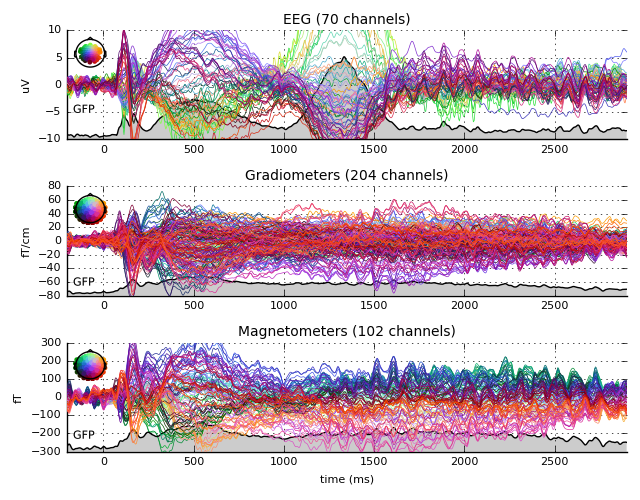 EEG (70 channels)
10
5
0
−5
−10
uV
GFP
0 500 1000 1500 2000 2500
Gradiometers (204 channels)
80
60
40
20
0
−20
−40
−60
−80
fT/cm
GFP
0 500 1000 1500 2000 2500
Magnetometers (102 channels)
300
200
100
0
−100
−200
−300
fT
GFP
0 500 1000 1500 2000 2500
time (ms)